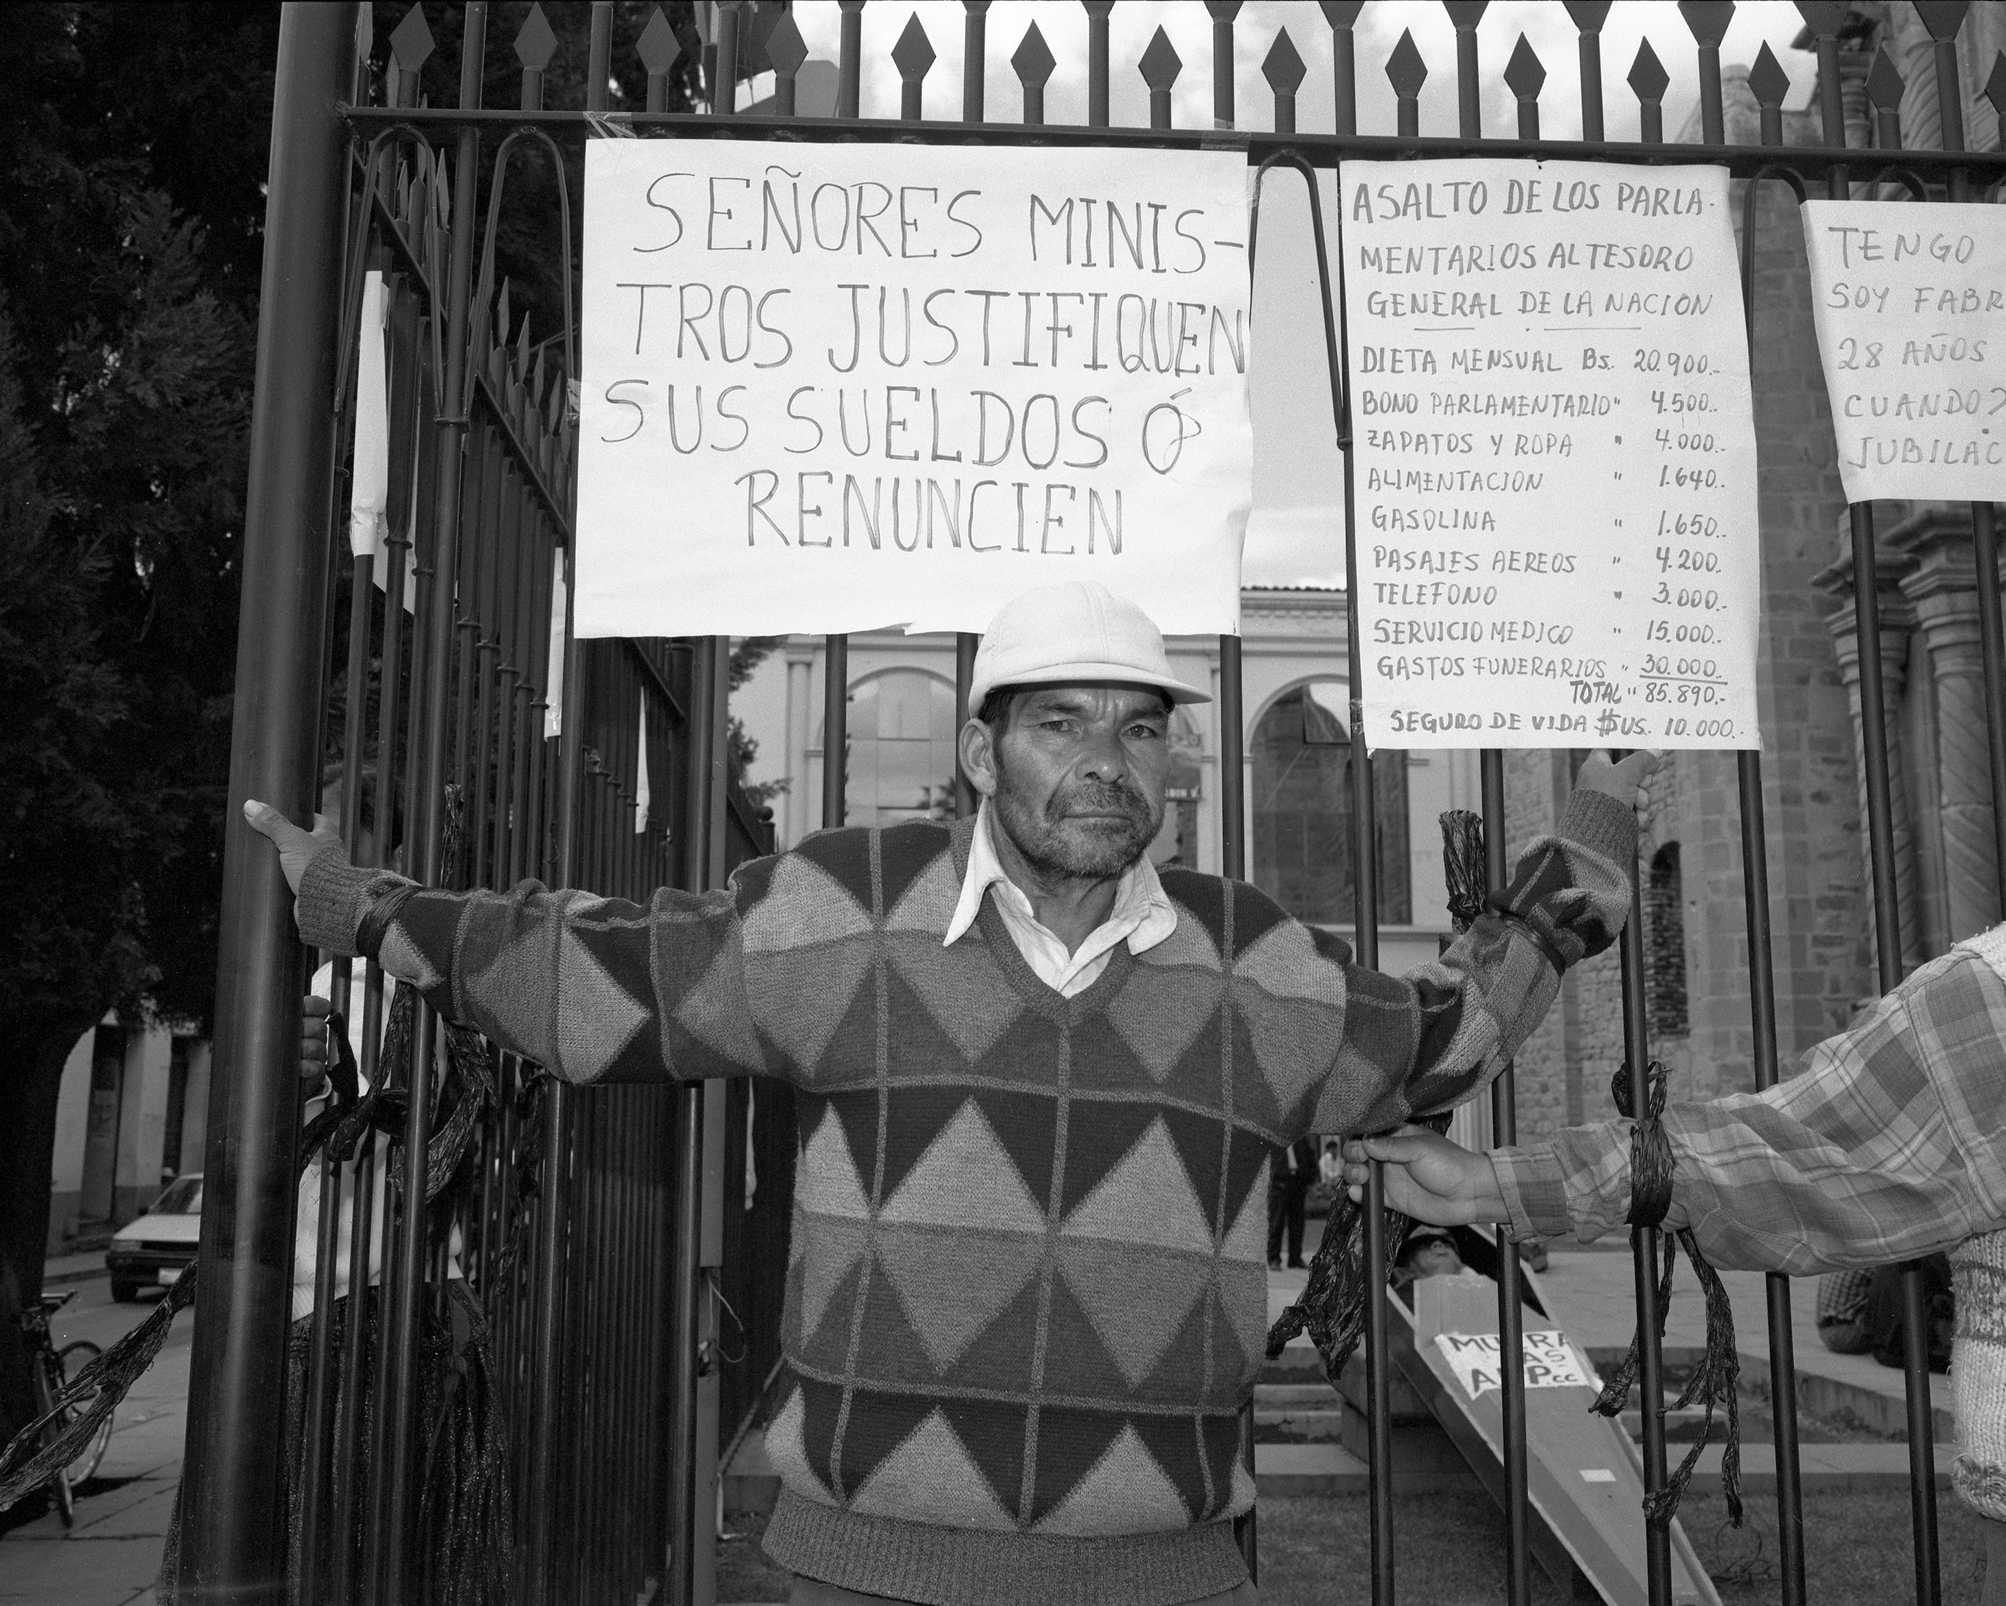 SEÑORES MINIS-
TROS JUSTIFIQUEN
SUS SUELDOS Ó
RENUNCIEN
ASALTO DE LOS PARLA-
MENTARIOS AL TESORO
GENERAL DE LA NACION
DIETA MENSUAL Bs. 20.900.-
BONO PARLAMENTARIO " 4.500.-
ZAPATOS Y ROPA " 4.000.-
ALIMENTACION " 1.640.-
GASOLINA " 1.650.-
PASAJES AEREOS " 4.200.-
TELEFONO " 3.000.-
SERVICIO MEDICO " 15.000.-
GASTOS FUNERARIOS " 30.000.-
TOTAL " 85.890.-
SEGURO DE VIDA $US. 10.000.-
TENGO
SOY FABR
28 AÑOS
CUANDO?
JUBILAC
MUERA
AS